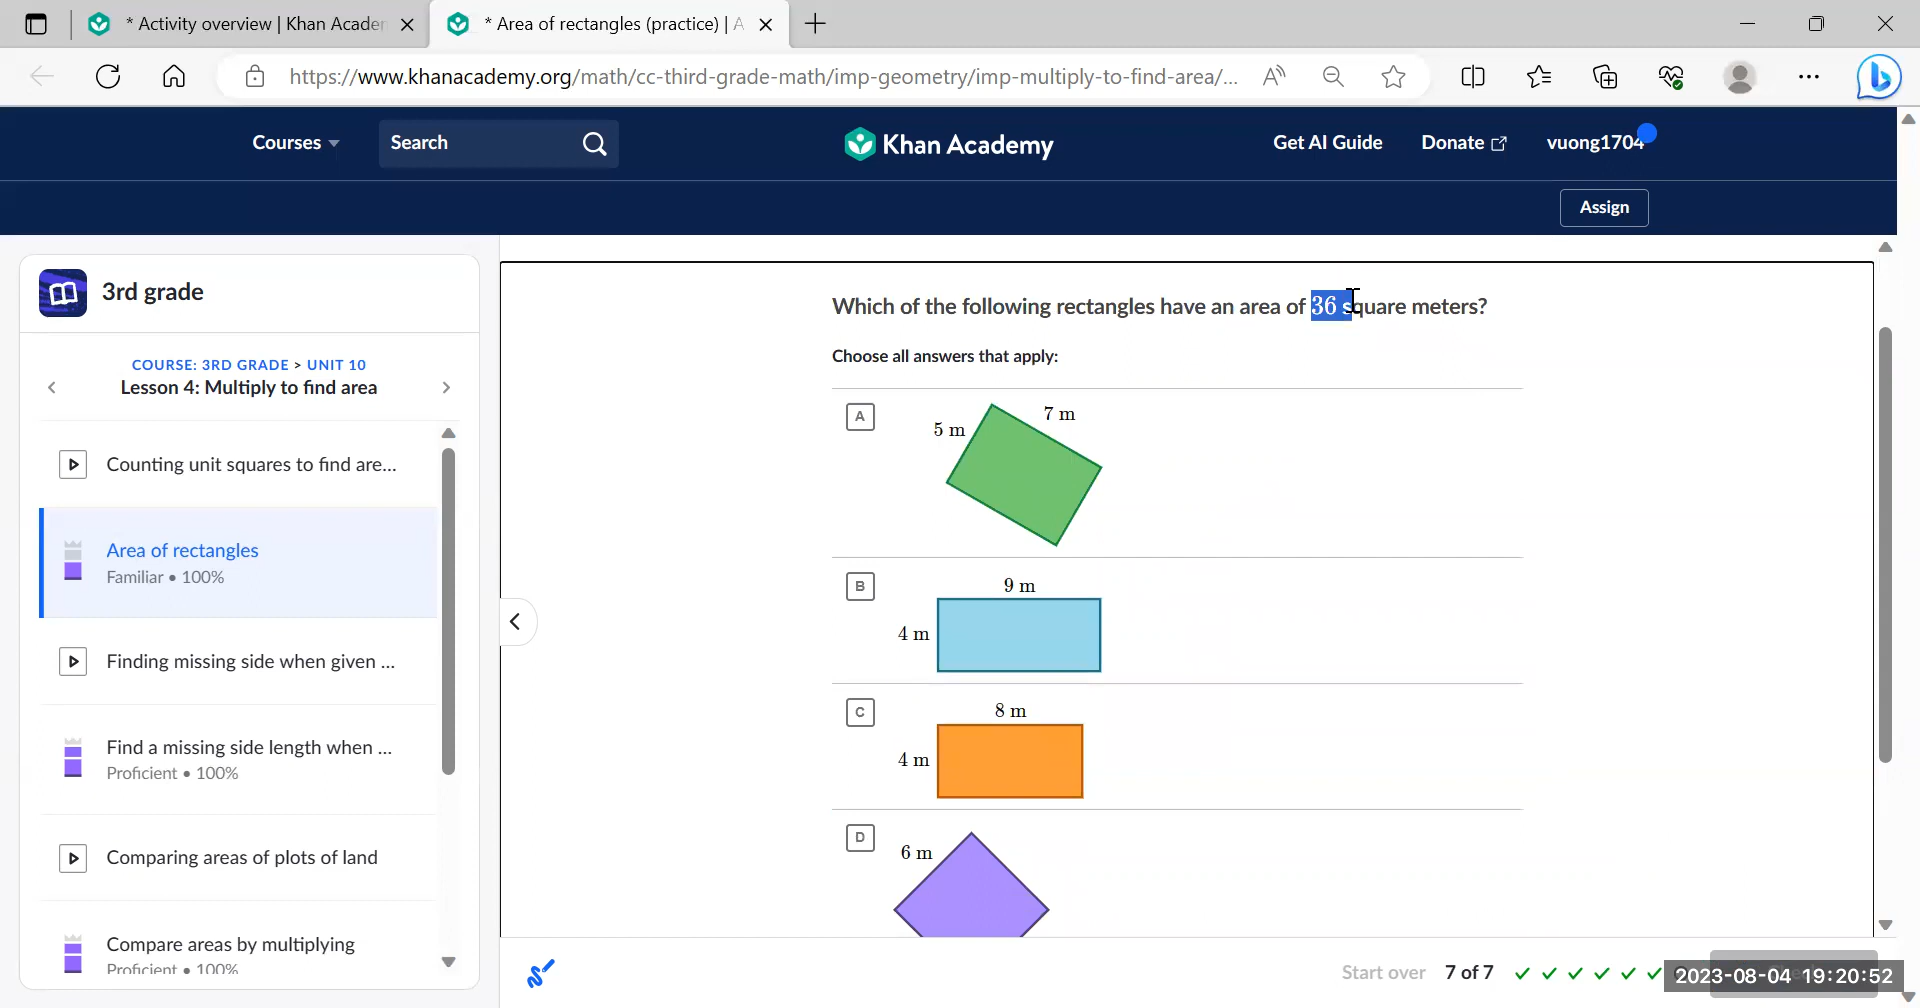 * Activity overview | Khan Acade
* Area of rectangles (practice) | A
https://www.khanacademy.org/math/cc-third-grade-math/imp-geometry/imp-multiply-to-find-area/...
Courses
Search
Khan Academy
Get AI Guide
Donate
vuong1704
Assign
3rd grade
COURSE: 3RD GRADE > UNIT 10
Lesson 4: Multiply to find area
Counting unit squares to find are...
Area of rectangles
Familiar • 100%
Finding missing side when given ...
Find a missing side length when ...
Proficient • 100%
Comparing areas of plots of land
Compare areas by multiplying
Proficient • 100%
Which of the following rectangles have an area of 36 square meters?
Choose all answers that apply:
A
5 m
7 m
B
9 m
4 m
C
8 m
4 m
D
6 m
Start over
7 of 7
2023-08-04 19:20:52